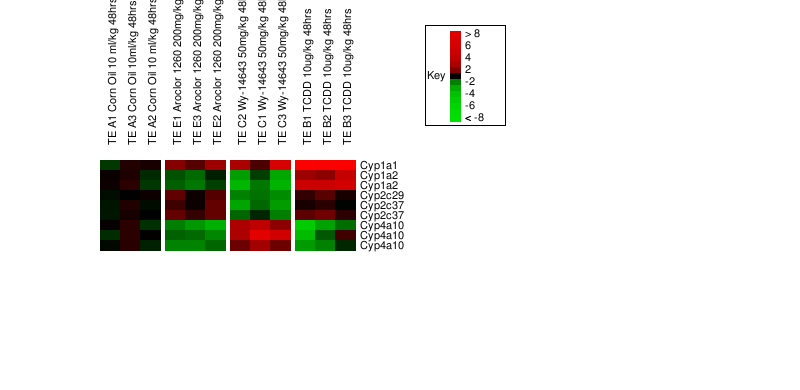 TE A1 Corn Oil 10 ml/kg 48hrs
TE A3 Corn Oil 10ml/kg 48hrs
TE A2 Corn Oil 10 ml/kg 48hrs
TE E1 Aroclor 1260 200mg/kg
TE E3 Aroclor 1260 200mg/kg
TE E2 Aroclor 1260 200mg/kg
TE C2 Wy-14643 50mg/kg
TE C1 Wy-14643 50mg/kg
TE C3 Wy-14643 50mg/kg
TE B1 TCDD 10ug/kg 48hrs
TE B2 TCDD 10ug/kg 48hrs
TE B3 TCDD 10ug/kg 48hrs
Cyp1a1
Cyp1a2
Cyp1a2
Cyp2c29
Cyp2c37
Cyp2c37
Cyp4a10
Cyp4a10
Cyp4a10
Key
> 8
6
4
2
-2
-4
-6
< -8